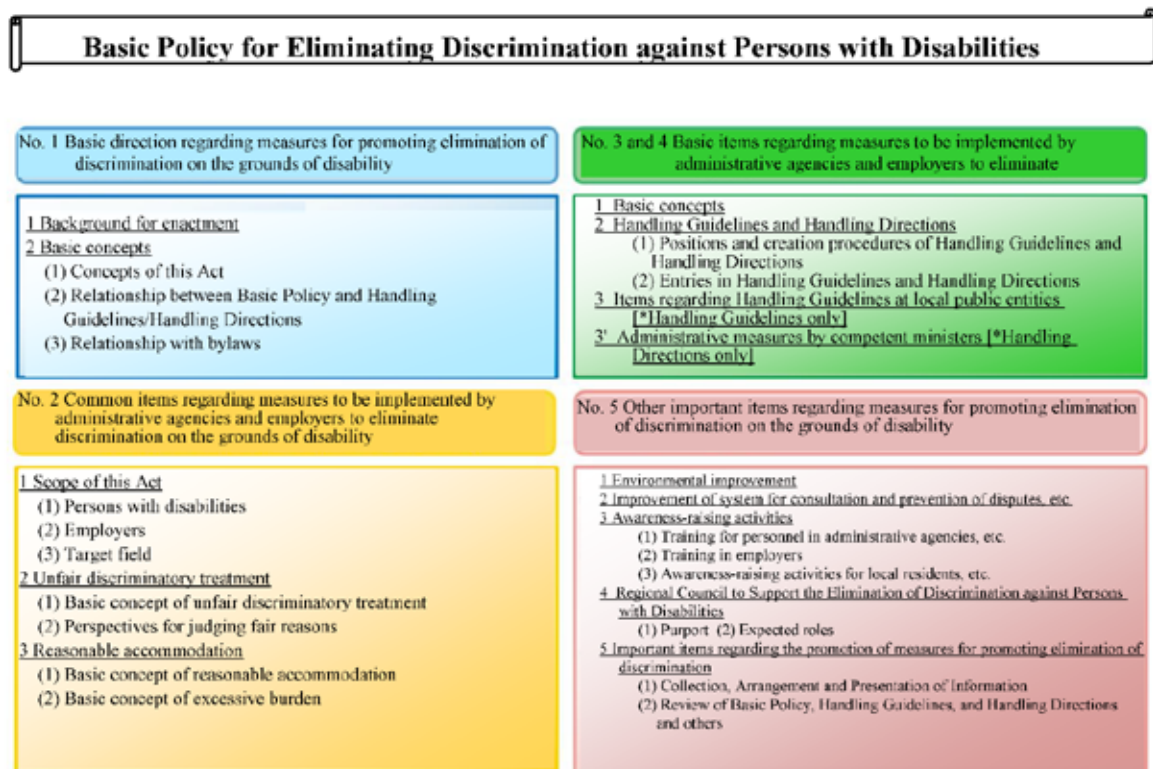 Basic Policy for Eliminating Discrimination against Persons with Disabilities
No. 1 Basic direction regarding measures for promoting elimination of
discrimination on the grounds of disability
1 Background for enactment
2 Basic concepts
(1) Concepts of this Act
(2) Relationship between Basic Policy and Handling
Guidelines/Handling Directions
(3) Relationship with bylaws
No. 2 Common items regarding measures to be implemented by
administrative agencies and employers to eliminate
discrimination on the grounds of disability
1 Scope of this Act
(1) Persons with disabilities
(2) Employers
(3) Target field
2 Unfair discriminatory treatment
(1) Basic concept of unfair discriminatory treatment
(2) Perspectives for judging fair reasons
3 Reasonable accommodation
(1) Basic concept of reasonable accommodation
(2) Basic concept of excessive burden
No. 3 and 4 Basic items regarding measures to be implemented by
administrative agencies and employers to eliminate
1 Basic concepts
2 Handling Guidelines and Handling Directions
(1) Positions and creation procedures of Handling Guidelines and
Handling Directions
(2) Entries in Handling Guidelines and Handling Directions
3 Items regarding Handling Guidelines at local public entities
[*Handling Guidelines only]
3' Administrative measures by competent ministers [*Handling
Directions only]
No. 5 Other important items regarding measures for promoting elimination
of discrimination on the grounds of disability
1 Environmental improvement
2 Improvement of system for consultation and prevention of disputes, etc
3 Awareness-raising activities
(1) Training for personnel in administrative agencies, etc.
(2) Training in employers
(3) Awareness-raising activities for local residents, etc.
4 Regional Council to Support the Elimination of Discrimination against Persons
with Disabilities
(1) Purport (2) Expected roles
5 Important items regarding the promotion of measures for promoting elimination of
discrimination
(1) Collection, Arrangement and Presentation of Information
(2) Review of Basic Policy, Handling Guidelines, and Handling Directions
and others